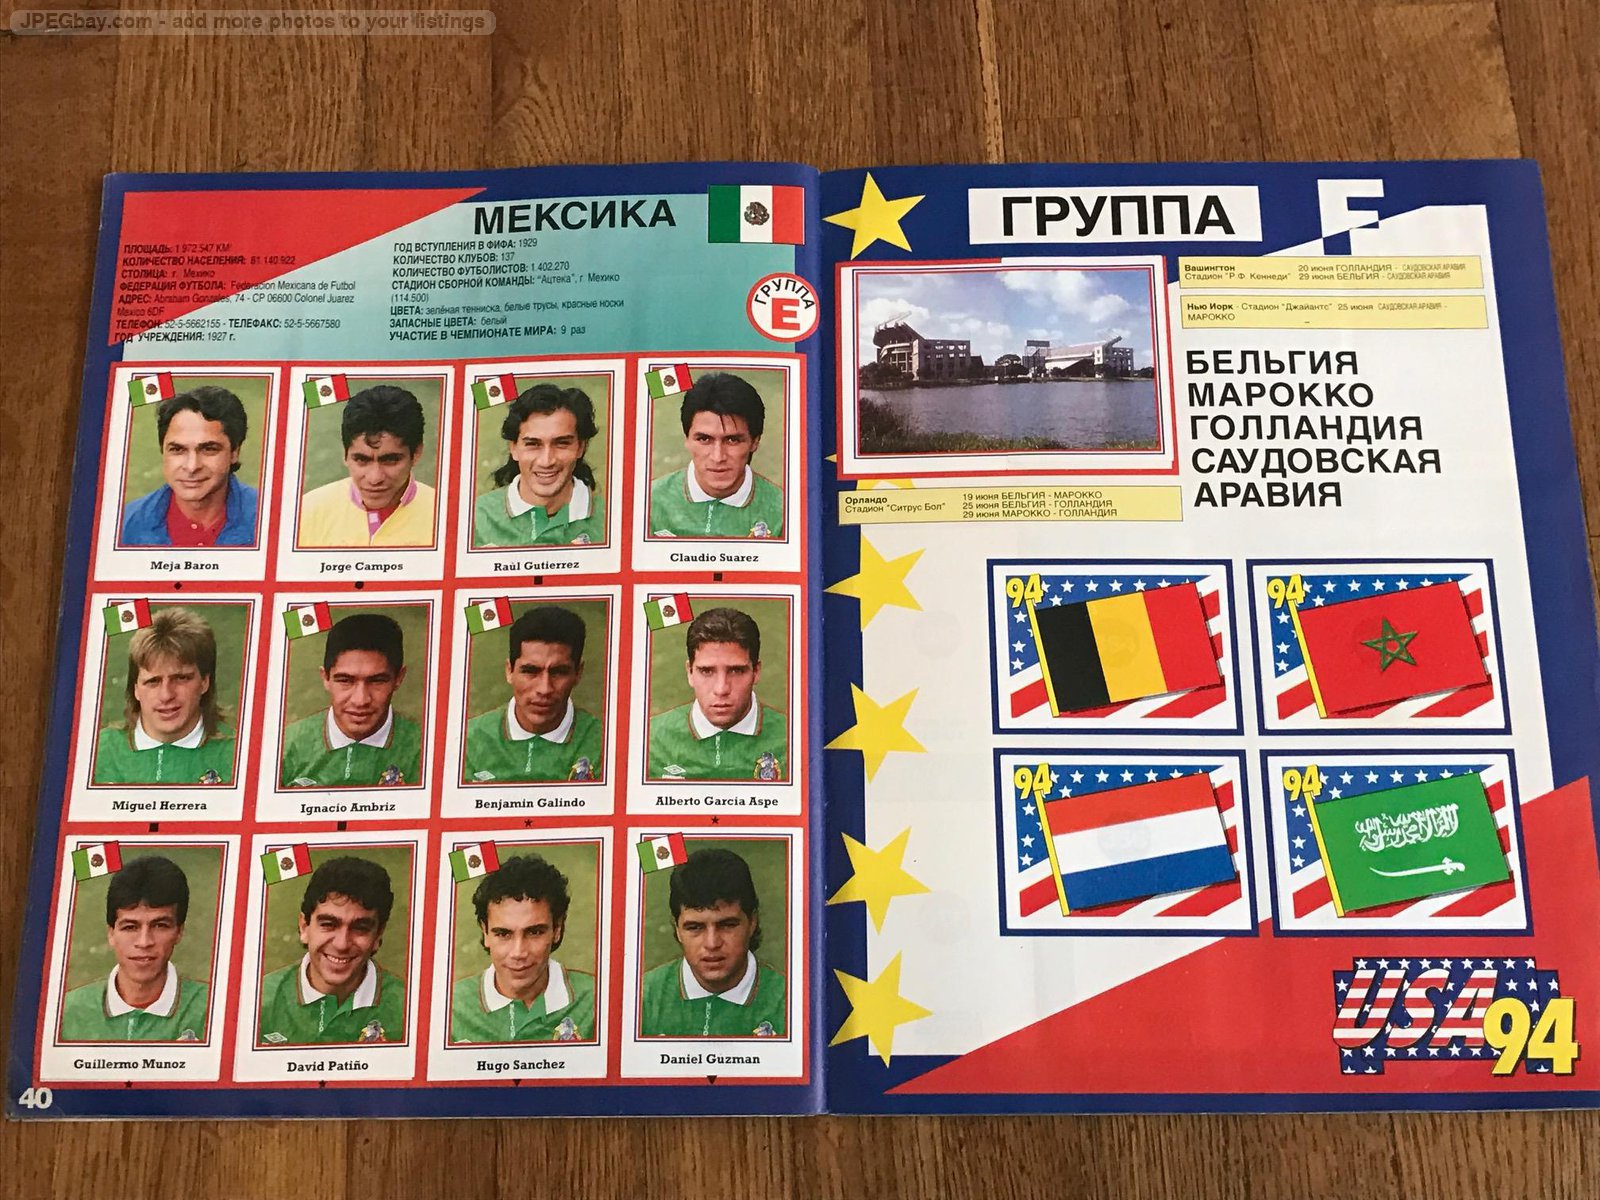 JPEGbay.com - add more photos to your listings
МЕКСИКА
ПЛОЩАДЬ: 1 972 547 КМ²
КОЛИЧЕСТВО НАСЕЛЕНИЯ: 81 140 922
СТОЛИЦА: г. Мехико
ФЕДЕРАЦИЯ ФУТБОЛА: Federacion Mexicana de Futbol
АДРЕС: Abraham Gonzales, 74 - CP 06600 Colonel Juarez
Mexico 6DF
ТЕЛЕФОН: 52-5-5662155 - ТЕЛЕФАКС: 52-5-5667580
ГОД УЧРЕЖДЕНИЯ: 1927 г.
ГОД ВСТУПЛЕНИЯ В ФИФА: 1929
КОЛИЧЕСТВО КЛУБОВ: 137
КОЛИЧЕСТВО ФУТБОЛИСТОВ: 1 402.270
СТАДИОН СБОРНОЙ КОМАНДЫ: "Ацтека", г. Мехико
(114.500)
ЦВЕТА: зелёная тенниска, белые трусы, красные носки
ЗАПАСНЫЕ ЦВЕТА: белый
УЧАСТИЕ В ЧЕМПИОНАТЕ МИРА: 9 раз
ГРУППА
E
Meja Baron
Jorge Campos
Raùl Gutierrez
Claudio Suarez
Miguel Herrera
Ignacio Ambriz
Benjamin Galindo
Alberto Garcia Aspe
Guillermo Munoz
David Patiño
Hugo Sanchez
Daniel Guzman
40
ГРУППА F
Вашингтон 20 июня ГОЛЛАНДИЯ - САУДОВСКАЯ АРАВИЯ
Стадион "Р.Ф. Кеннеди" 29 июня БЕЛЬГИЯ - САУДОВСКАЯ АРАВИЯ
Нью Йорк - Стадион "Джайантс" 25 июня САУДОВСКАЯ АРАВИЯ -
МАРОККО
БЕЛЬГИЯ
МАРОККО
ГОЛЛАНДИЯ
САУДОВСКАЯ
АРАВИЯ
Орландо 19 июня БЕЛЬГИЯ - МАРОККО
Стадион "Ситрус Бол" 25 июня БЕЛЬГИЯ - ГОЛЛАНДИЯ
29 июня МАРОККО - ГОЛЛАНДИЯ
94
94
94
94
USA 94